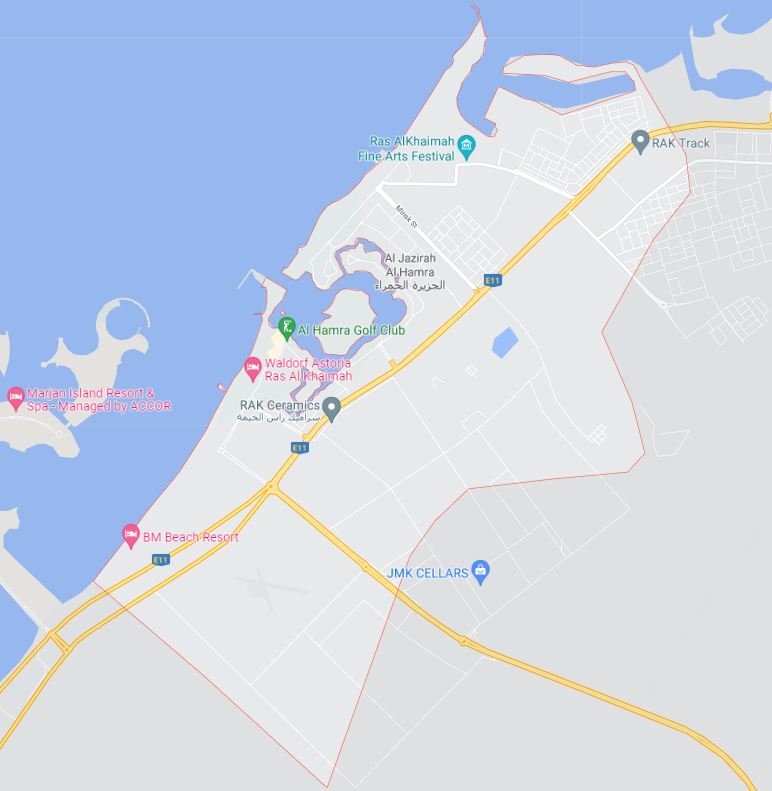 Ras AlKhaimah
Fine Arts Festival
RAK Track
Minok St
Al Jazirah
Al Hamra
الجزيرة الحمراء
E11
Al Hamra Golf Club
Waldorf Astoria
Ras Al Khaimah
Marjan Island Resort &
Spa - Managed by ACCOR
RAK Ceramics
سيراميك راس الخيمة
E11
BM Beach Resort
E11
JMK CELLARS